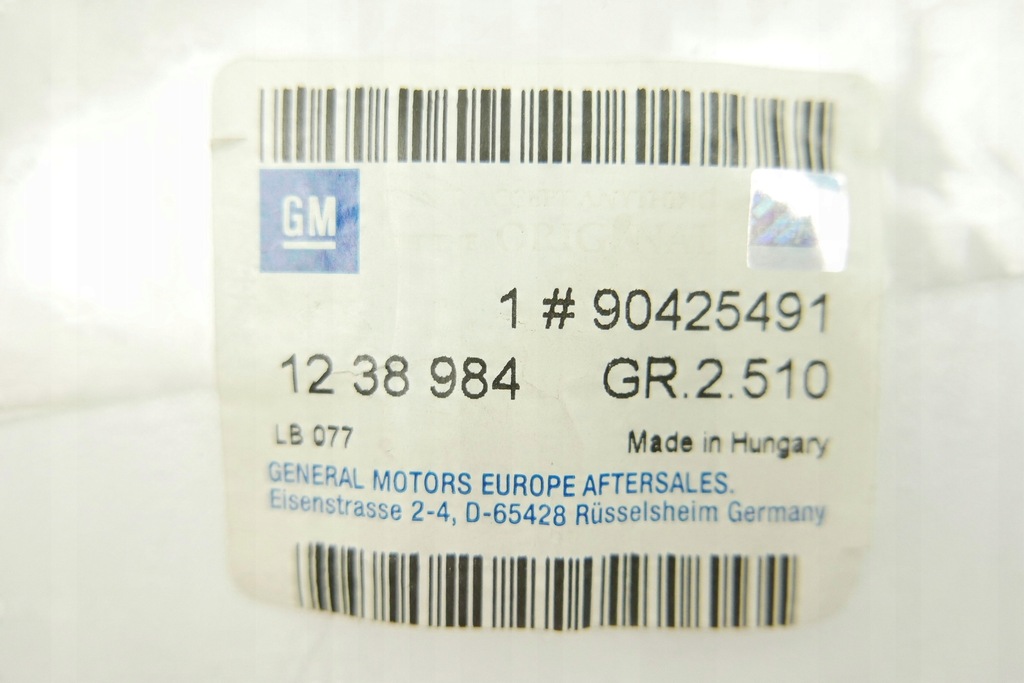 GM
1 # 90425491
12 38 984 GR.2.510
LB 077 Made in Hungary
GENERAL MOTORS EUROPE AFTERSALES.
Eisenstrasse 2-4, D-65428 Rüsselsheim Germany